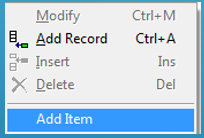 Modify Ctrl+M
Add Record Ctrl+A
Insert Ins
Delete Del
Add Item